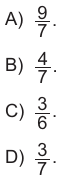 A) 9/7.
B) 4/7.
C) 3/6.
D) 3/7.